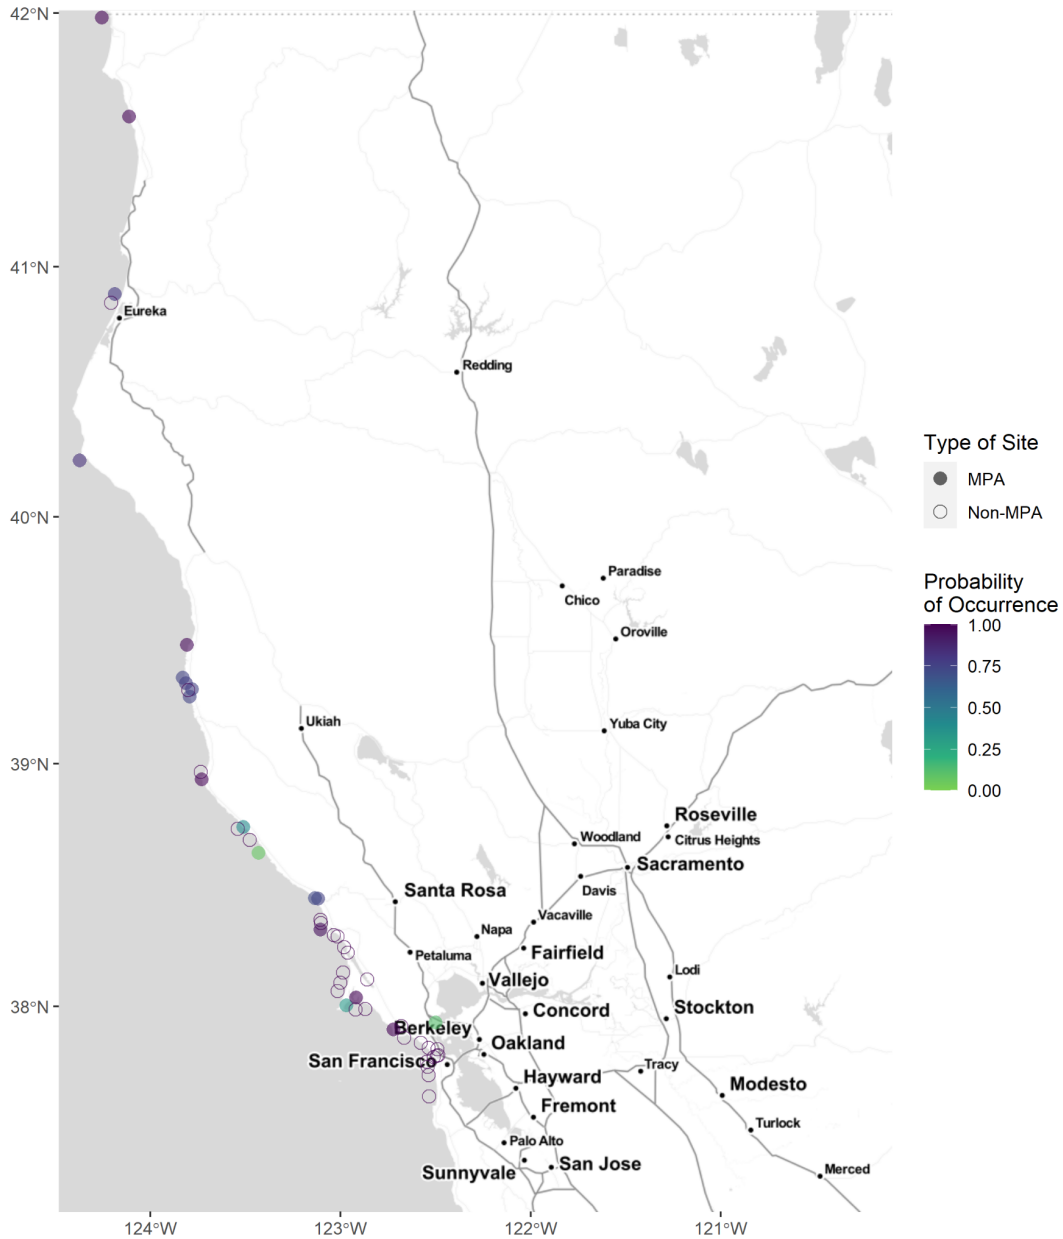 42°N
41°N
Eureka
Redding
40°N
Paradise
Chico
Oroville
Ukiah
Yuba City
39°N
Roseville
Woodland
Citrus Heights
Sacramento
Davis
Santa Rosa
Vacaville
Napa
Fairfield
Petaluma
Lodi
Vallejo
38°N
Concord
Stockton
Berkeley
Oakland
San Francisco
Tracy
Hayward
Modesto
Fremont
Turlock
Palo Alto
San Jose
Sunnyvale
Merced
124°W
123°W
122°W
121°W
Type of Site
MPA
Non-MPA
Probability
of Occurrence
1.00
0.75
0.50
0.25
0.00